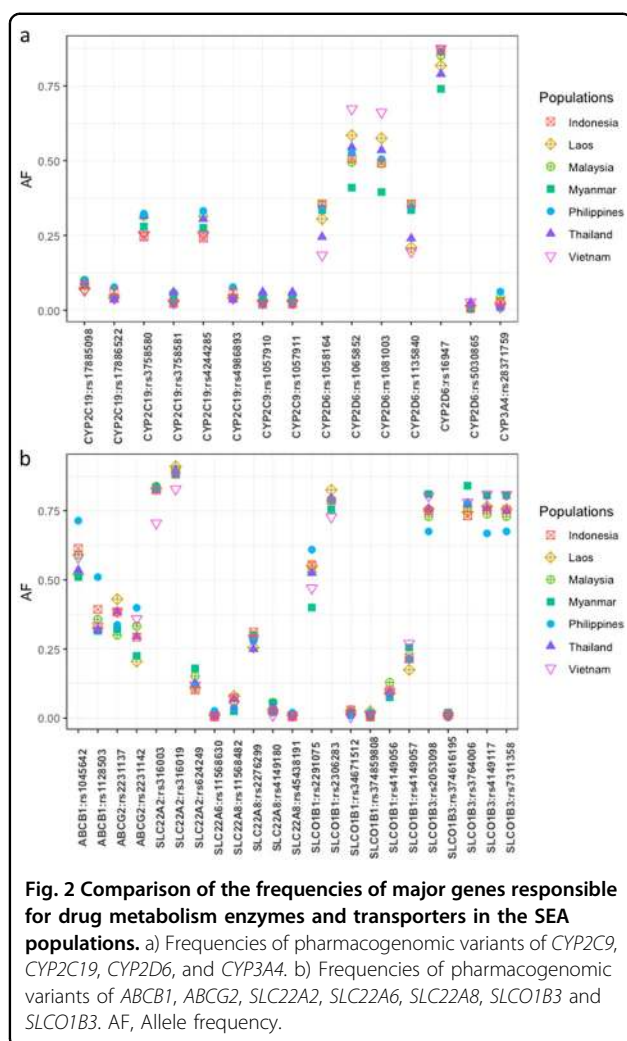 a
0.75
0.50
0.25
0.00
AF
Populations
Indonesia
Laos
Malaysia
Myanmar
Philippines
Thailand
Vietnam
CYP2C19:rs17885098
CYP2C19:rs17886522
CYP2C19:rs3758580
CYP2C19:rs3758581
CYP2C19:rs4244285
CYP2C19:rs4986893
CYP2C9:rs1057910
CYP2C9:rs1057911
CYP2D6:rs1058164
CYP2D6:rs1065852
CYP2D6:rs1081003
CYP2D6:rs1135840
CYP2D6:rs16947
CYP2D6:rs5030865
CYP3A4:rs28371759
b
0.75
0.50
0.25
0.00
AF
Populations
Indonesia
Laos
Malaysia
Myanmar
Philippines
Thailand
Vietnam
ABCB1:rs1045642
ABCB1:rs1128503
ABCG2:rs2231137
ABCG2:rs2231142
SLC22A2:rs316003
SLC22A2:rs316019
SLC22A2:rs624249
SLC22A6:rs11568630
SLC22A8:rs11568482
SLC22A8:rs2276299
SLC22A8:rs4149180
SLC22A8:rs45438191
SLCO1B1:rs2291075
SLCO1B1:rs2306283
SLCO1B1:rs34671512
SLCO1B1:rs374859808
SLCO1B1:rs4149056
SLCO1B1:rs4149057
SLCO1B3:rs2053098
SLCO1B3:rs374616195
SLCO1B3:rs3764006
SLCO1B3:rs4149117
SLCO1B3:rs7311358
Fig. 2 Comparison of the frequencies of major genes responsible
for drug metabolism enzymes and transporters in the SEA
populations. a) Frequencies of pharmacogenomic variants of CYP2C9,
CYP2C19, CYP2D6, and CYP3A4. b) Frequencies of pharmacogenomic
variants of ABCB1, ABCG2, SLC22A2, SLC22A6, SLC22A8, SLCO1B3 and
SLCO1B3. AF, Allele frequency.